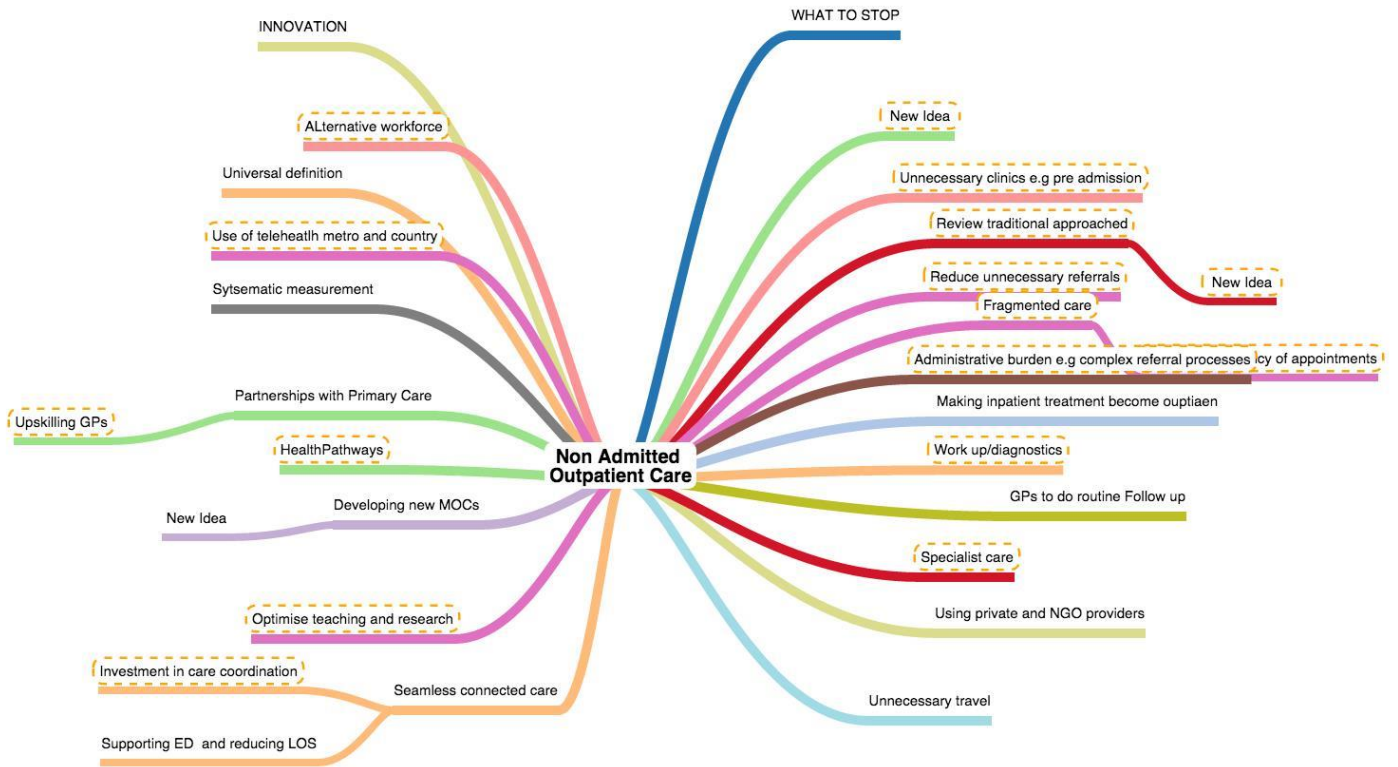 INNOVATION
ALternative workforce
Universal definition
Use of teleheatlh metro and country
Sytsematic measurement
Partnerships with Primary Care
Upskilling GPs
HealthPathways
Developing new MOCs
New Idea
Optimise teaching and research
Investment in care coordination
Seamless connected care
Supporting ED and reducing LOS
Non Admitted
Outpatient Care
WHAT TO STOP
New Idea
Unnecessary clinics e.g pre admission
Review traditional approached
New Idea
Reduce unnecessary referrals
Fragmented care
Administrative burden e.g complex referral processes
of appointments
Making inpatient treatment become ouptiaen
Work up/diagnostics
GPs to do routine Follow up
Specialist care
Using private and NGO providers
Unnecessary travel